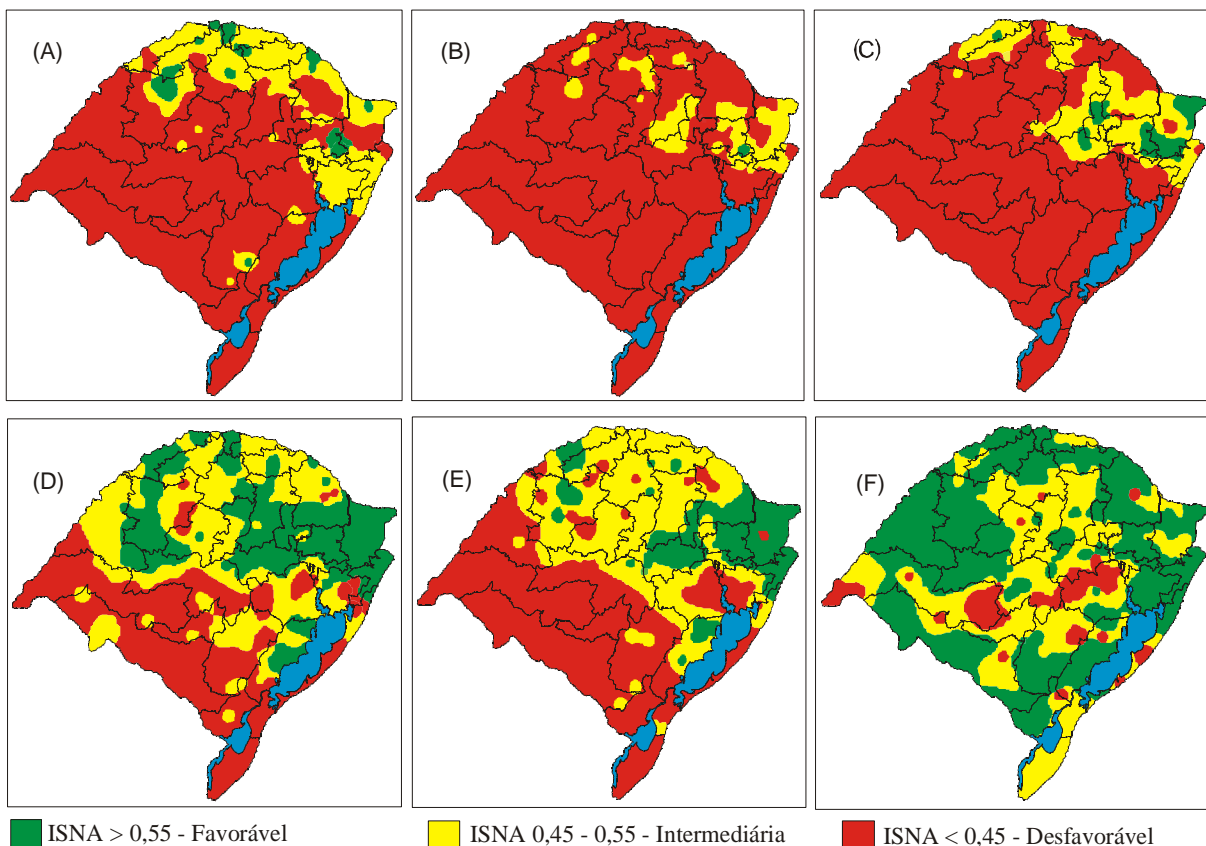 (A)
(B)
(C)
(D)
(E)
(F)
ISNA > 0,55 - Favorável
ISNA 0,45 - 0,55 - Intermediária
ISNA < 0,45 - Desfavorável